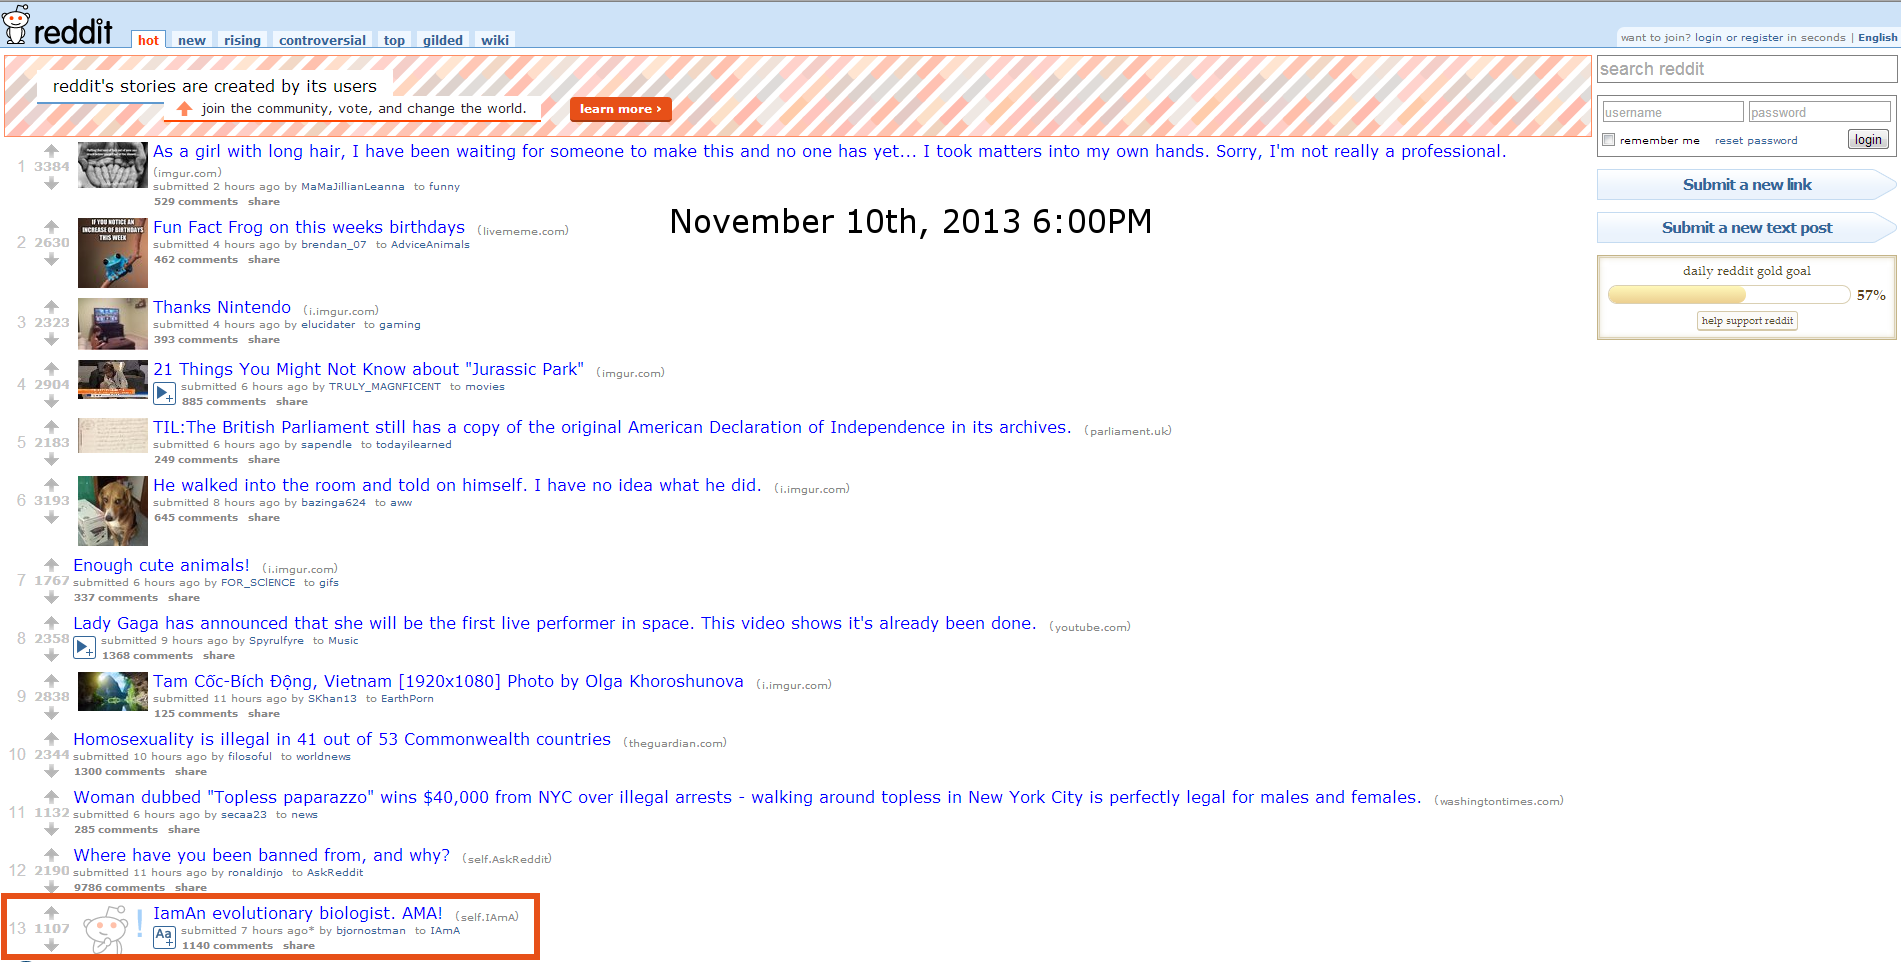 reddit
hot new rising controversial top gilded wiki
want to join? login or register in seconds | English
reddit's stories are created by its users
join the community, vote, and change the world.
learn more ›
search reddit
username password
remember me reset password login
Submit a new link
Submit a new text post
daily reddit gold goal
57%
help support reddit
November 10th, 2013 6:00PM
1 3384 As a girl with long hair, I have been waiting for someone to make this and no one has yet... I took matters into my own hands. Sorry, I'm not really a professional.
(imgur.com)
submitted 2 hours ago by MaMaJillianLeanna to funny
529 comments share
IF YOU NOTICE AN
INCREASE OF BIRTHDAYS
THIS WEEK
2 2630 Fun Fact Frog on this weeks birthdays (livememe.com)
submitted 4 hours ago by brendan_07 to AdviceAnimals
462 comments share
3 2323 Thanks Nintendo (i.imgur.com)
submitted 4 hours ago by elucidater to gaming
393 comments share
4 2904 21 Things You Might Not Know about "Jurassic Park" (imgur.com)
submitted 6 hours ago by TRULY_MAGNFICENT to movies
885 comments share
5 2183 TIL:The British Parliament still has a copy of the original American Declaration of Independence in its archives. (parliament.uk)
submitted 6 hours ago by sapendle to todayilearned
249 comments share
6 3193 He walked into the room and told on himself. I have no idea what he did. (i.imgur.com)
submitted 8 hours ago by bazinga624 to aww
645 comments share
7 1767 Enough cute animals! (i.imgur.com)
submitted 6 hours ago by FOR_SCIENCE to gifs
337 comments share
8 2358 Lady Gaga has announced that she will be the first live performer in space. This video shows it's already been done. (youtube.com)
submitted 9 hours ago by Spyrulfyre to Music
1368 comments share
9 2838 Tam Cốc-Bích Động, Vietnam [1920x1080] Photo by Olga Khoroshunova (i.imgur.com)
submitted 11 hours ago by SKhan13 to EarthPorn
125 comments share
10 2344 Homosexuality is illegal in 41 out of 53 Commonwealth countries (theguardian.com)
submitted 10 hours ago by filosoful to worldnews
1300 comments share
11 1132 Woman dubbed "Topless paparazzo" wins $40,000 from NYC over illegal arrests - walking around topless in New York City is perfectly legal for males and females. (washingtontimes.com)
submitted 6 hours ago by secaa23 to news
285 comments share
12 2190 Where have you been banned from, and why? (self.AskReddit)
submitted 11 hours ago by ronaldinjo to AskReddit
9786 comments share
13 1107 IamAn evolutionary biologist. AMA! (self.IAmA)
Aa submitted 7 hours ago* by bjornostman to IAmA
1140 comments share